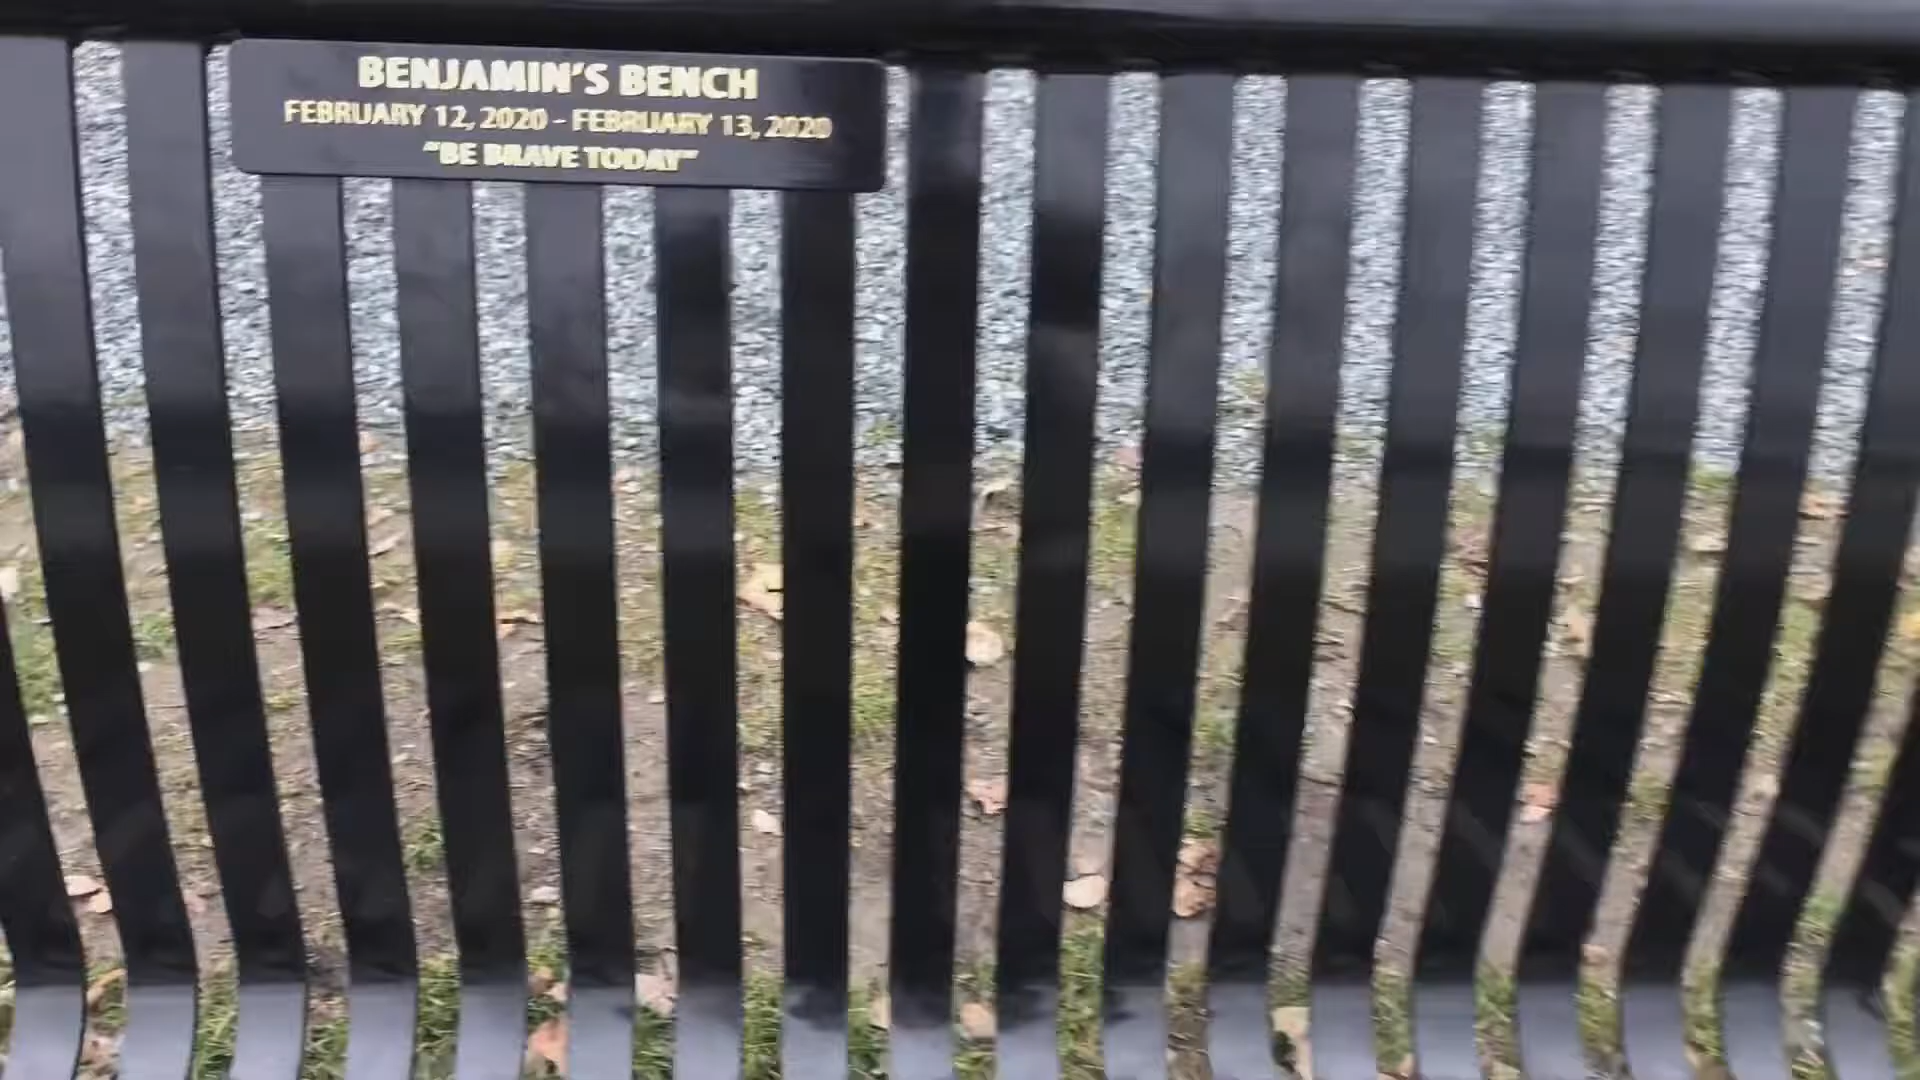 BENJAMIN'S BENCH
FEBRUARY 12, 2020 - FEBRUARY 13, 2020
"BE BRAVE TODAY"